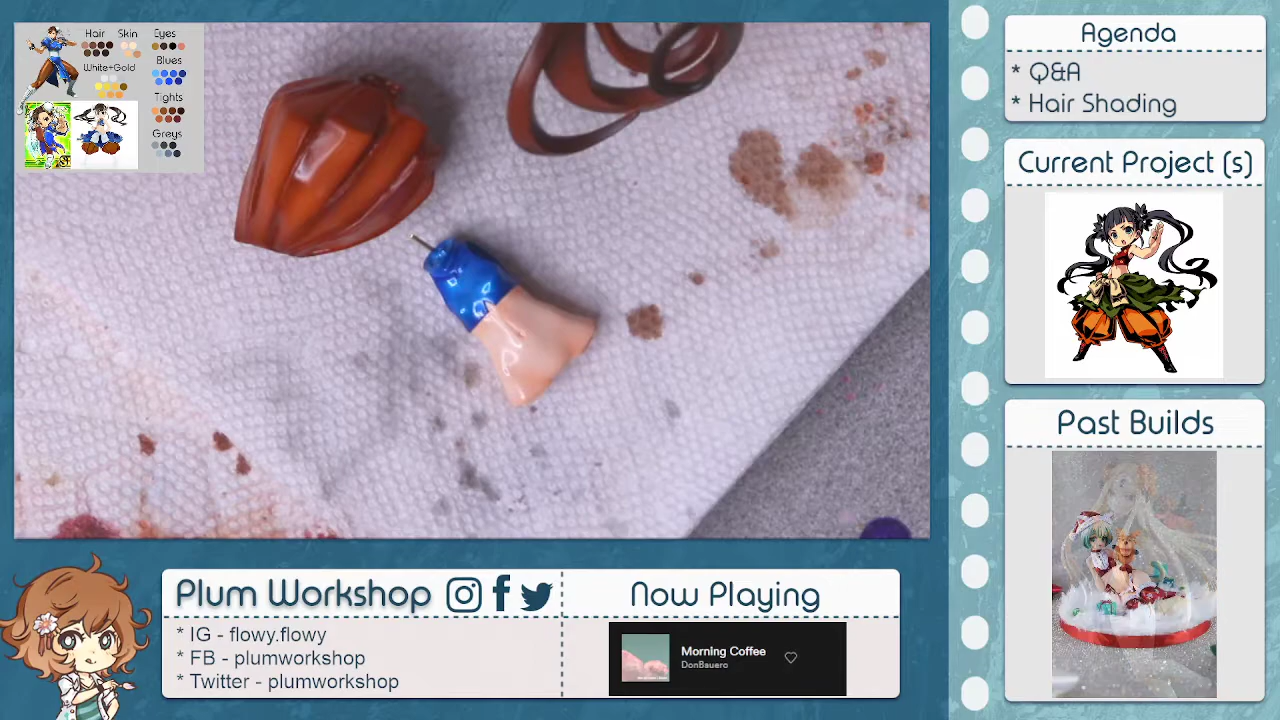 Hair
Skin
Eyes
White+Gold
Blues
Tights
Greys
Agenda
* Q&A
* Hair Shading
Current Project (s)
Past Builds
Plum Workshop
* IG - flowy.flowy
* FB - plumworkshop
* Twitter - plumworkshop
Now Playing
Morning Coffee
DonBauero